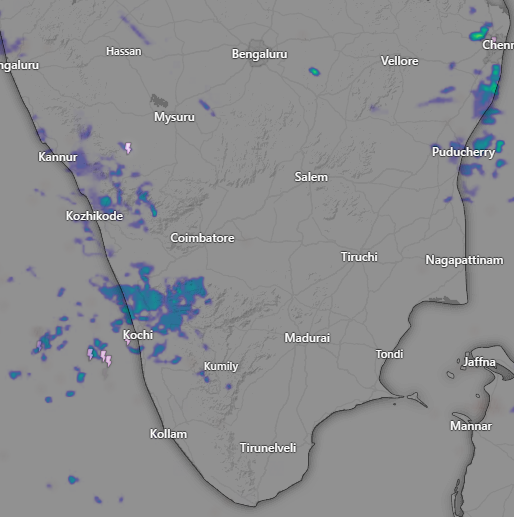 Hassan
Bengaluru
Chenn
ngaluru
Vellore
Mysuru
Kannur
Puducherry
Salem
Kozhikode
Coimbatore
Tiruchi
Nagapattinam
Kochi
Madurai
Tondi
Kumily
Jaffna
Mannar
Kollam
Tirunelveli